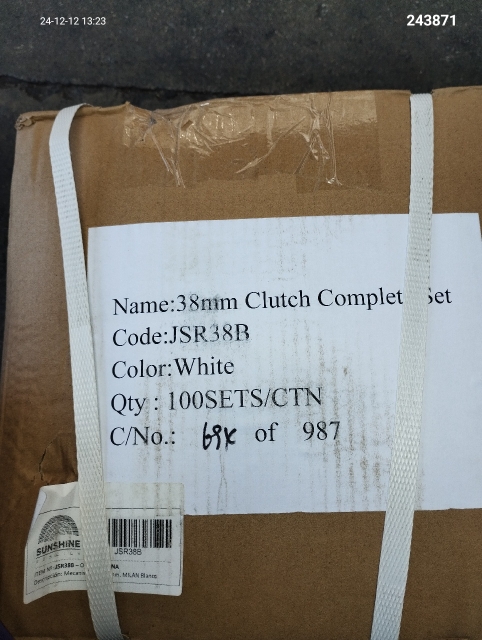 24-12-12 13:23
243871
Name:38mm Clutch Complet Set
Code:JSR38B
Color:White
Qty : 100SETS/CTN
C/No.: of 987
SUNSHINE
JSR38B